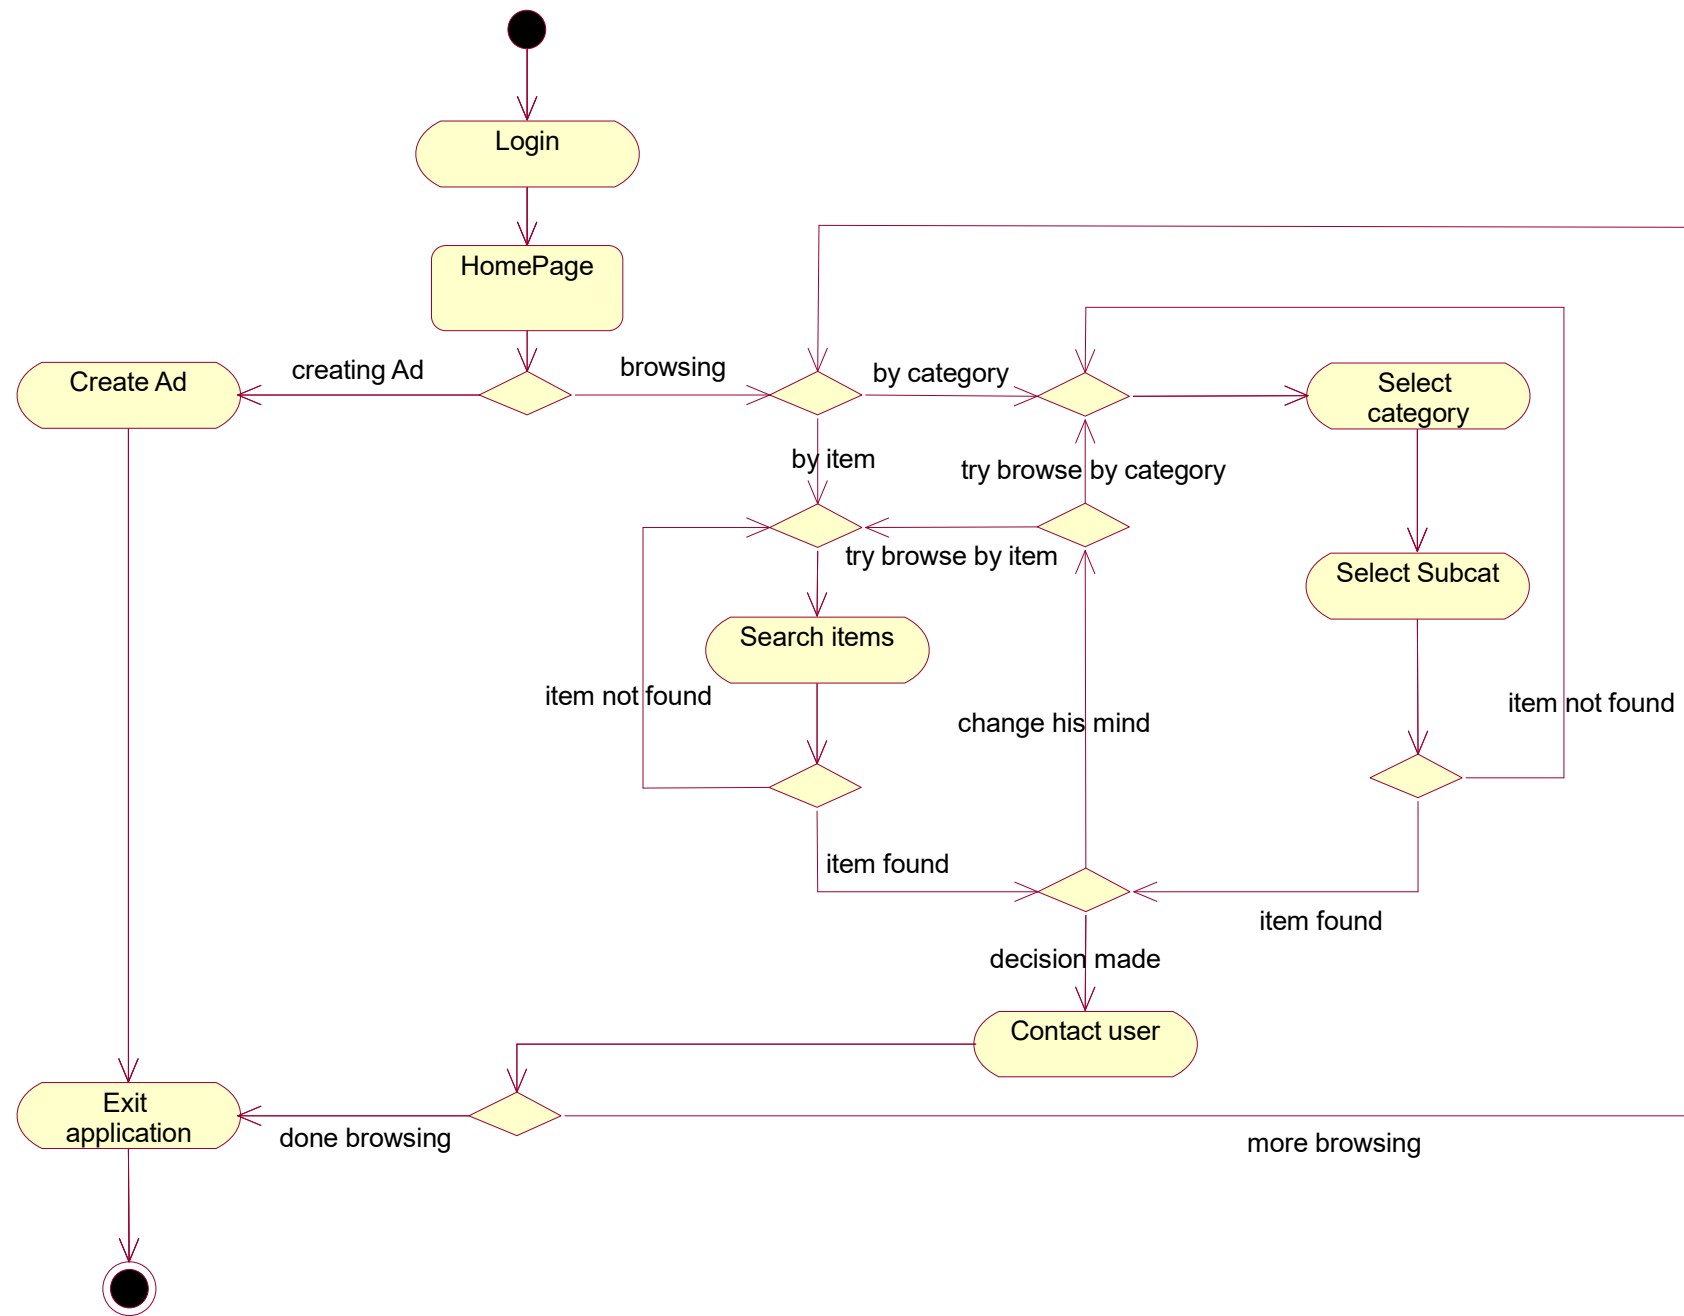 Login
HomePage
Create Ad
creating Ad
browsing
by category
Select
category
by item
try browse by category
try browse by item
Select Subcat
Search items
item not found
change his mind
item not found
item found
item found
decision made
Contact user
Exit
application
done browsing
more browsing